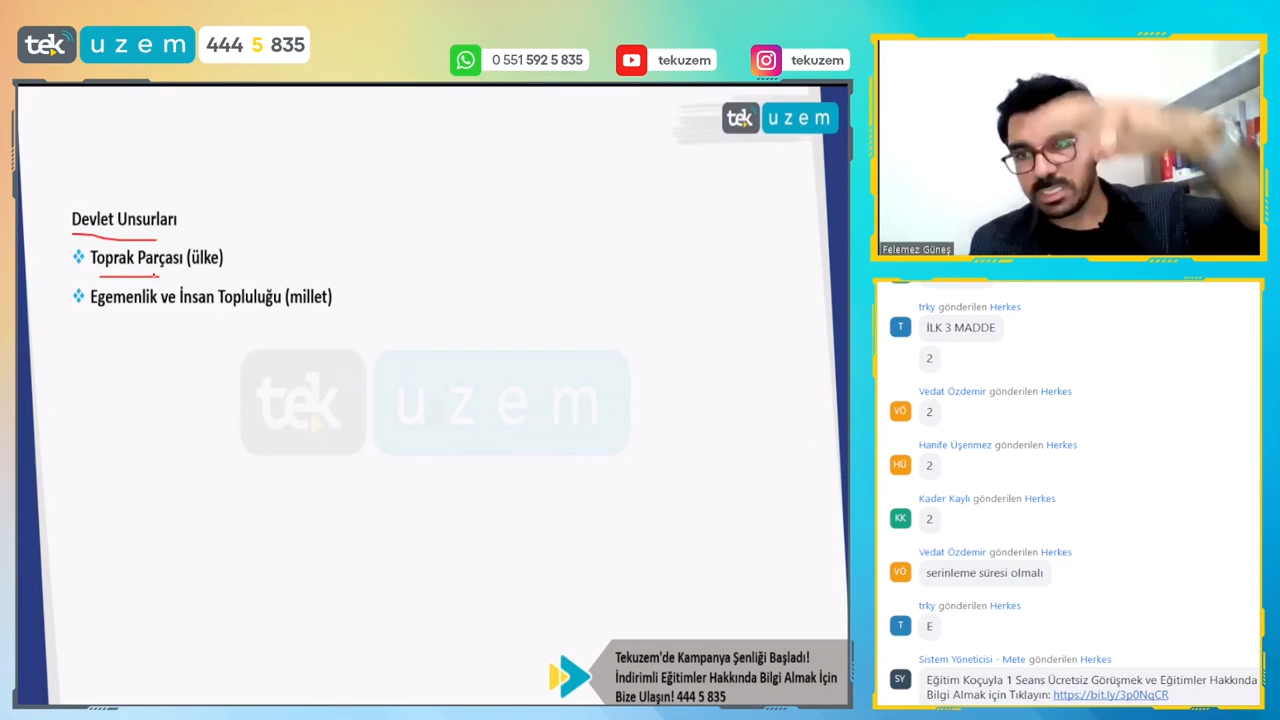 tek uzem 444 5 835
0 551 592 5 835
tekuzem
tekuzem
tek uzem
Devlet Unsurları
Toprak Parçası (ülke)
Egemenlik ve İnsan Topluluğu (millet)
tek uzem
Tekuzem'de Kampanya Şenliği Başladı!
İndirimli Eğitimler Hakkında Bilgi Almak İçin
Bize Ulaşın! 444 5 835
Felemez Güneş
trky gönderilen Herkes
T
İLK 3 MADDE
2
Vedat Özdemir gönderilen Herkes
VÖ
2
Hanife Üşenmez gönderilen Herkes
HÜ
2
Kader Kaylı gönderilen Herkes
KK
2
Vedat Özdemir gönderilen Herkes
VÖ
serinleme süresi olmalı
trky gönderilen Herkes
T
E
Sistem Yöneticisi - Mete gönderilen Herkes
SY
Eğitim Koçuyla 1 Seans Ücretsiz Görüşmek ve Eğitimler Hakkında
Bilgi Almak için Tıklayın: https://bit.ly/3p0NqCR